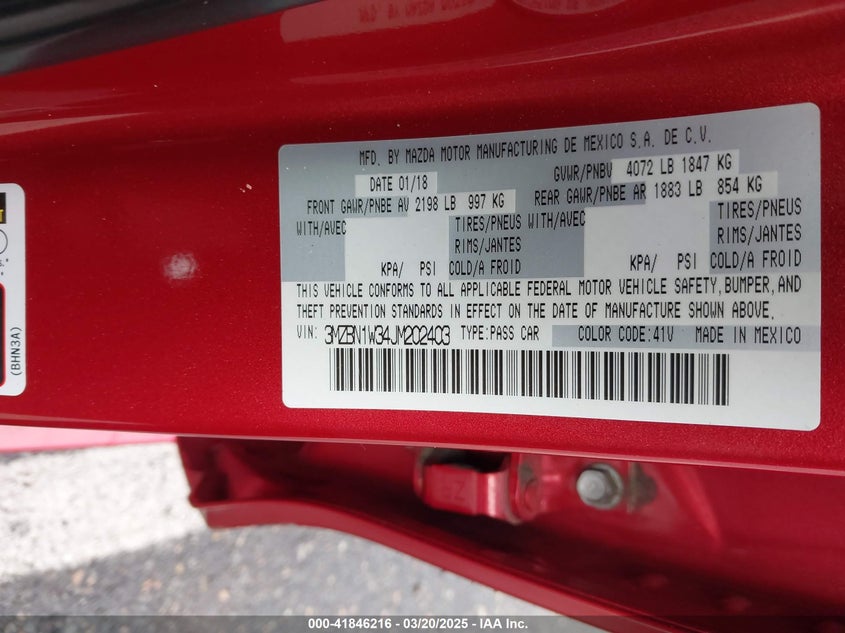 MFD. BY MAZDA MOTOR MANUFACTURING DE MEXICO S.A. DE C.V.
DATE 01/18 GVWR/PNBV 4072 LB 1847 KG
FRONT GAWR/PNBE AV 2198 LB 997 KG REAR GAWR/PNBE AR 1883 LB 854 KG
WITH/AVEC TIRES/PNEUS WITH/AVEC TIRES/PNEUS
RIMS/JANTES RIMS/JANTES
KPA/ PSI COLD/A FROID KPA/ PSI COLD/A FROID
THIS VEHICLE CONFORMS TO ALL APPLICABLE FEDERAL MOTOR VEHICLE SAFETY, BUMPER, AND
THEFT PREVENTION STANDARDS IN EFFECT ON THE DATE OF MANUFACTURE SHOWN ABOVE.
VIN: 3MZBN1W34JM202403 TYPE:PASS CAR COLOR CODE:41V MADE IN MEXICO
(BHN3A)
000-41846216 - 03/20/2025 - IAA Inc.